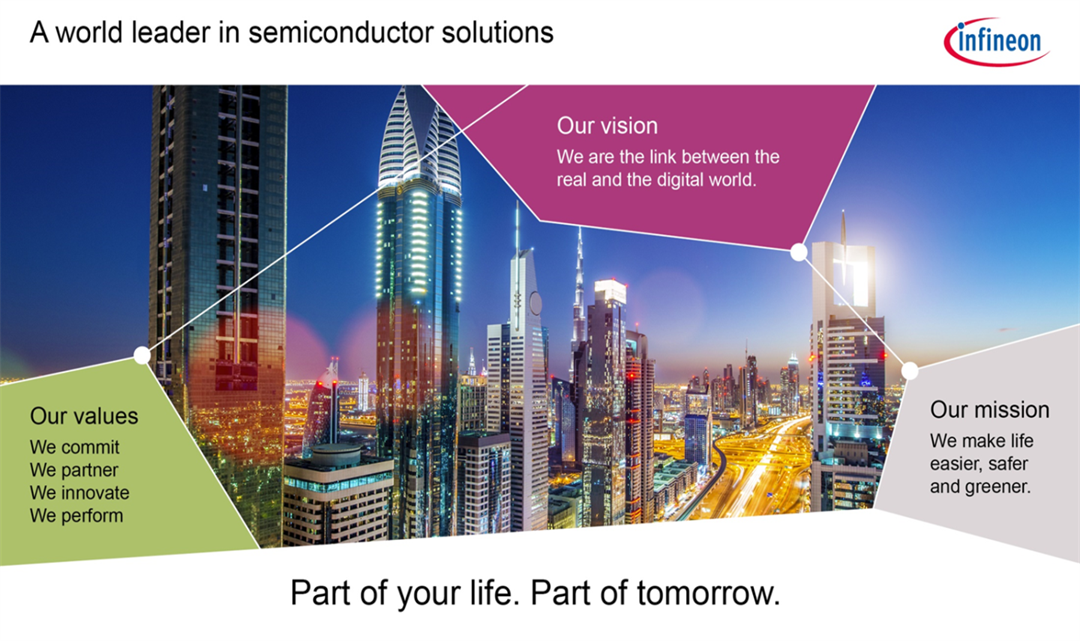 A world leader in semiconductor solutions
infineon
Our vision
We are the link between the
real and the digital world.
Our values
We commit
We partner
We innovate
We perform
Our mission
We make life
easier, safer
and greener.
Part of your life. Part of tomorrow.